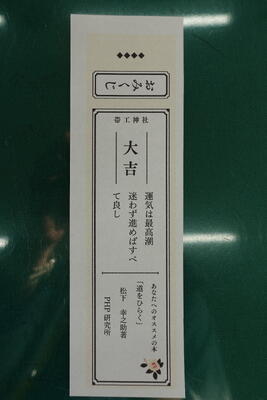 おみくじ
帯工神社
大吉
運気は最高潮
迷わず進めばすべ
て良し
あなたへのオススメの本
「道をひらく」
松下 幸之助著
PHP研究所